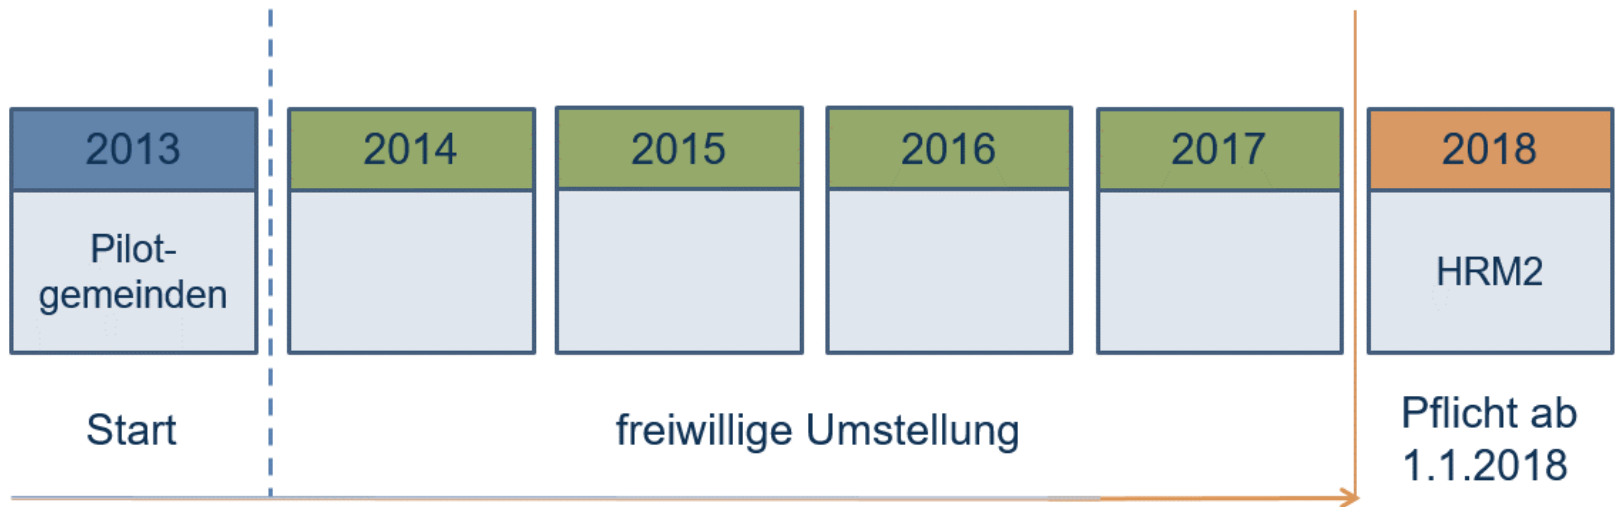 2013
2014
2015
2016
2017
2018
Pilot-
gemeinden
HRM2
Start
freiwillige Umstellung
Pflicht ab
1.1.2018